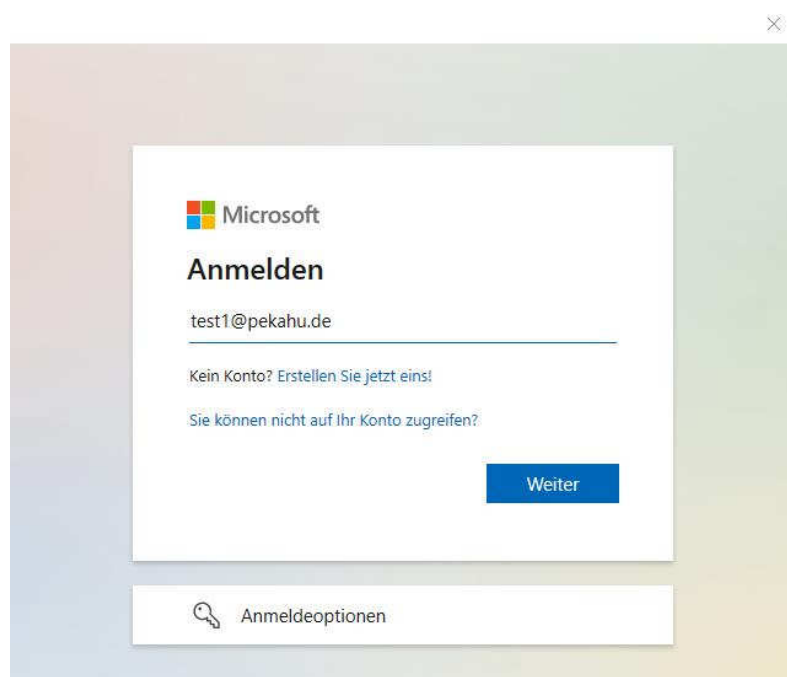 Microsoft
Anmelden
test1@pekahu.de
Kein Konto? Erstellen Sie jetzt eins!
Sie können nicht auf Ihr Konto zugreifen?
Weiter
Anmeldeoptionen